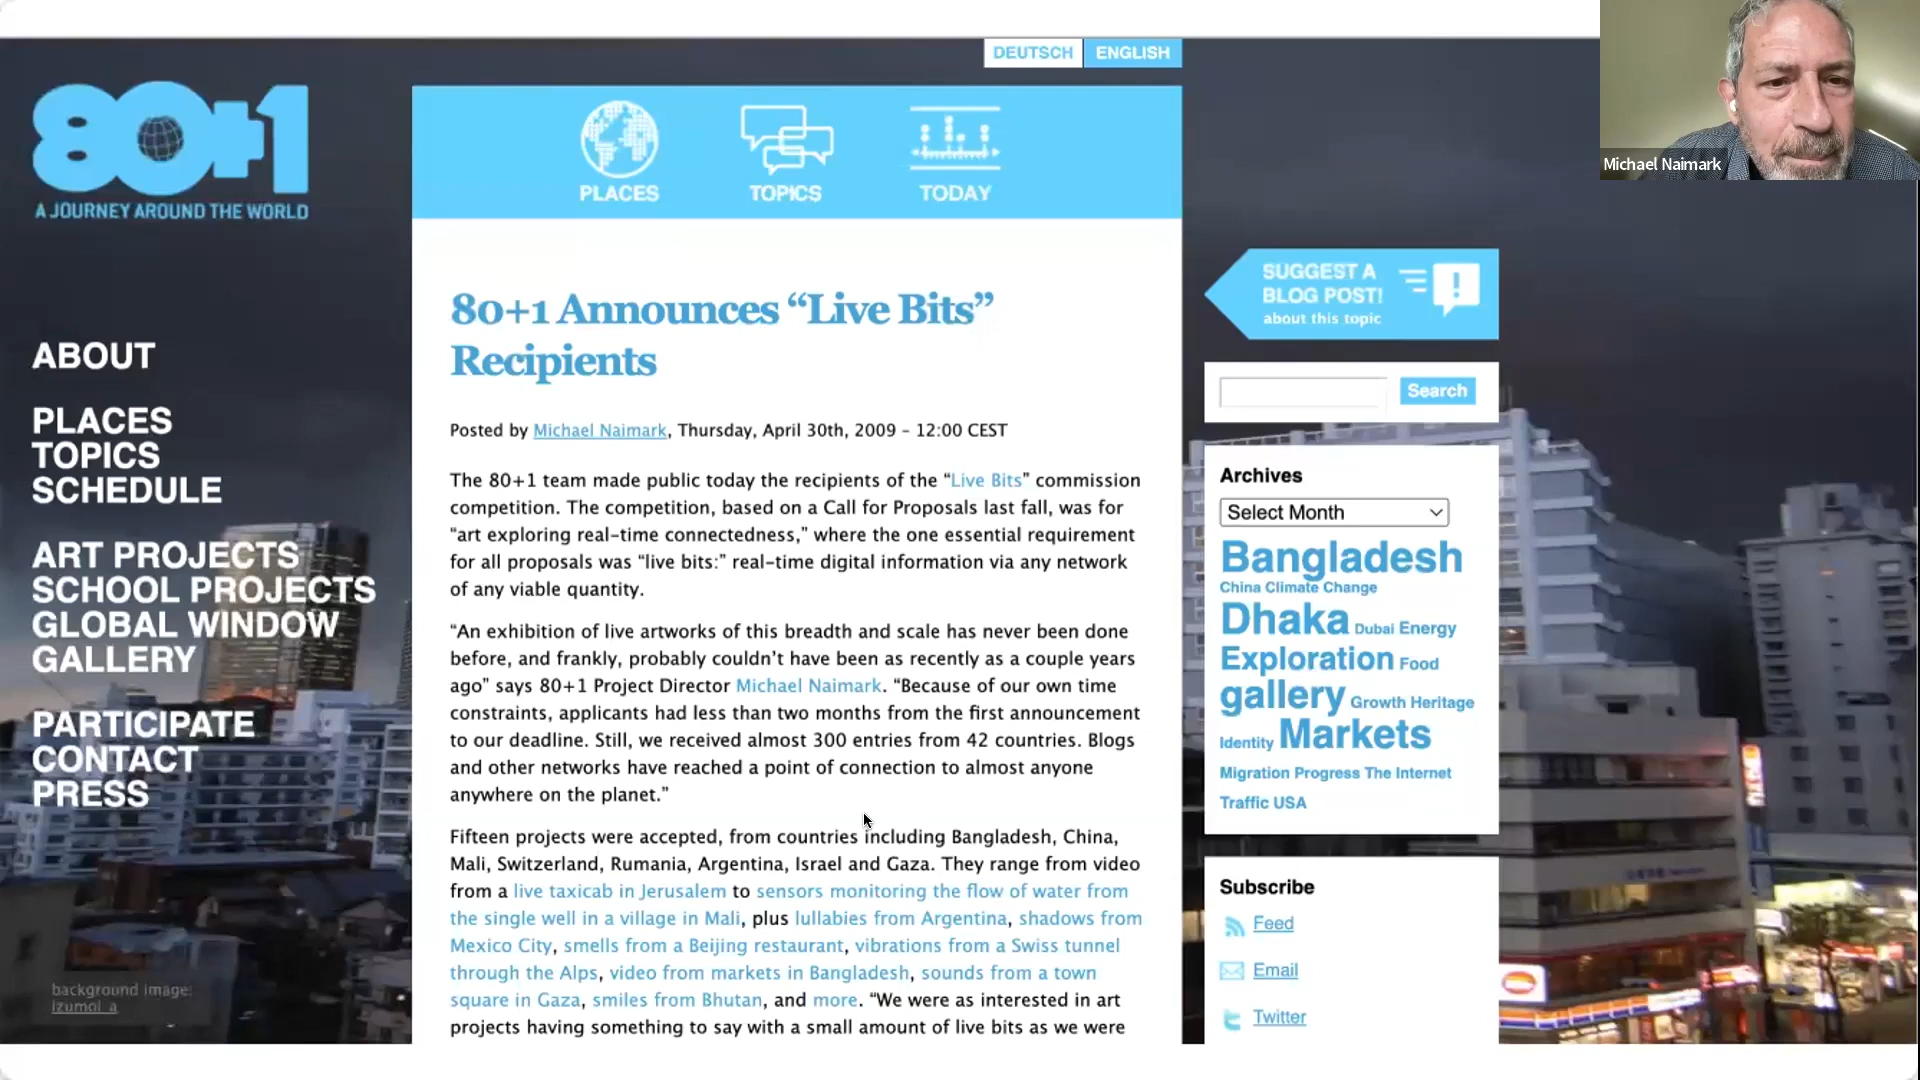 DEUTSCH
ENGLISH
Michael Naimark
80+1
A JOURNEY AROUND THE WORLD
PLACES
TOPICS
TODAY
ABOUT
PLACES
TOPICS
SCHEDULE
ART PROJECTS
SCHOOL PROJECTS
GLOBAL WINDOW
GALLERY
PARTICIPATE
CONTACT
PRESS
background image:
izumol_a
80+1 Announces “Live Bits”
Recipients
Posted by Michael Naimark, Thursday, April 30th, 2009 – 12:00 CEST
The 80+1 team made public today the recipients of the “Live Bits” commission
competition. The competition, based on a Call for Proposals last fall, was for
“art exploring real-time connectedness,” where the one essential requirement
for all proposals was “live bits:” real-time digital information via any network
of any viable quantity.
“An exhibition of live artworks of this breadth and scale has never been done
before, and frankly, probably couldn’t have been as recently as a couple years
ago” says 80+1 Project Director Michael Naimark. “Because of our own time
constraints, applicants had less than two months from the first announcement
to our deadline. Still, we received almost 300 entries from 42 countries. Blogs
and other networks have reached a point of connection to almost anyone
anywhere on the planet.”
Fifteen projects were accepted, from countries including Bangladesh, China,
Mali, Switzerland, Rumania, Argentina, Israel and Gaza. They range from video
from a live taxicab in Jerusalem to sensors monitoring the flow of water from
the single well in a village in Mali, plus lullabies from Argentina, shadows from
Mexico City, smells from a Beijing restaurant, vibrations from a Swiss tunnel
through the Alps, video from markets in Bangladesh, sounds from a town
square in Gaza, smiles from Bhutan, and more. “We were as interested in art
projects having something to say with a small amount of live bits as we were
SUGGEST A
BLOG POST!
about this topic
Search
Archives
Select Month
Bangladesh
China Climate Change
Dhaka Dubai Energy
Exploration Food
gallery Growth Heritage
Identity Markets
Migration Progress The Internet
Traffic USA
Subscribe
Feed
Email
Twitter